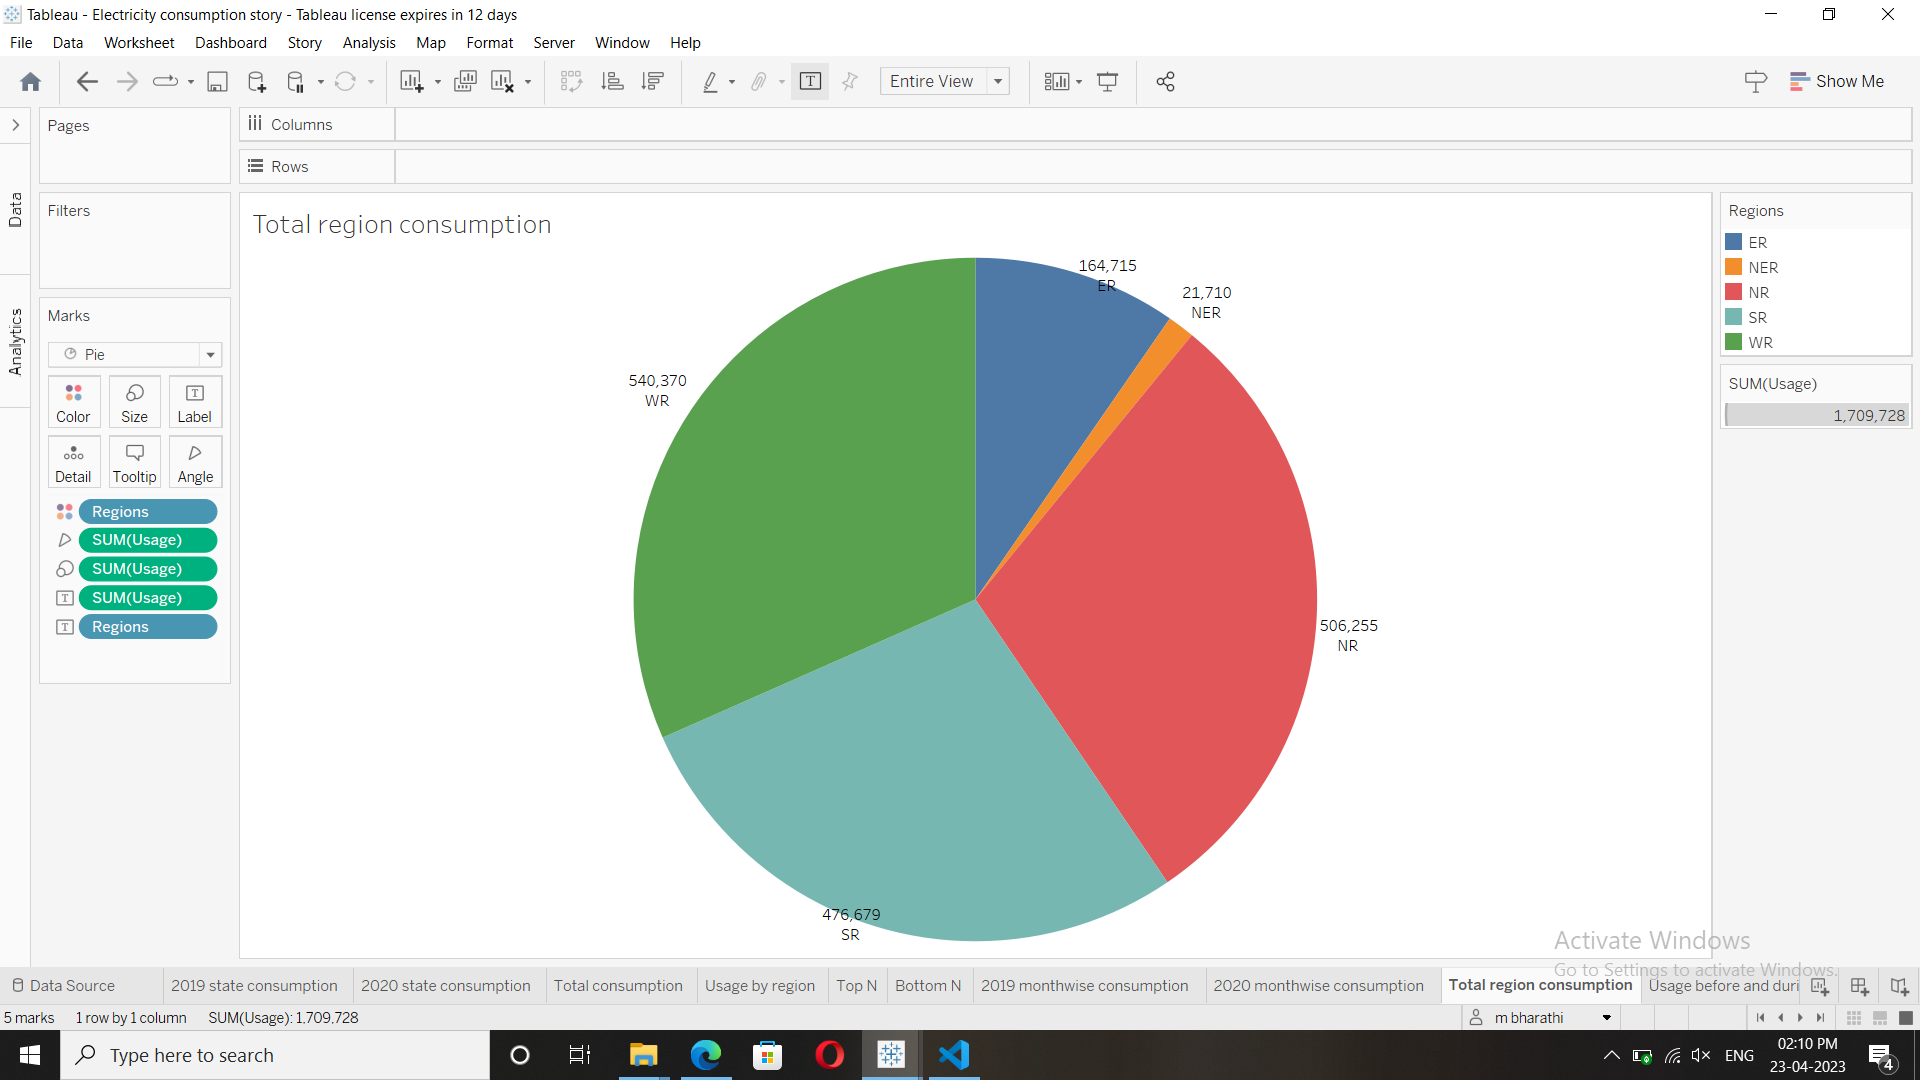 Tableau - Electricity consumption story - Tableau license expires in 12 days
File Data Worksheet Dashboard Story Analysis Map Format Server Window Help
Entire View
Show Me
Pages
Columns
Rows
Data
Analytics
Filters
Marks
Pie
Color Size Label
Detail Tooltip Angle
Regions
SUM(Usage)
SUM(Usage)
SUM(Usage)
Regions
Total region consumption
164,715
ER
21,710
NER
540,370
WR
506,255
NR
476,679
SR
Regions
ER
NER
NR
SR
WR
SUM(Usage)
1,709,728
Activate Windows
Go to Settings to activate Windows.
Data Source 2019 state consumption 2020 state consumption Total consumption Usage by region Top N Bottom N 2019 monthwise consumption 2020 monthwise consumption Total region consumption Usage before and duri
5 marks 1 row by 1 column SUM(Usage): 1,709,728 m bharathi
Type here to search
ENG
02:10 PM
23-04-2023
4